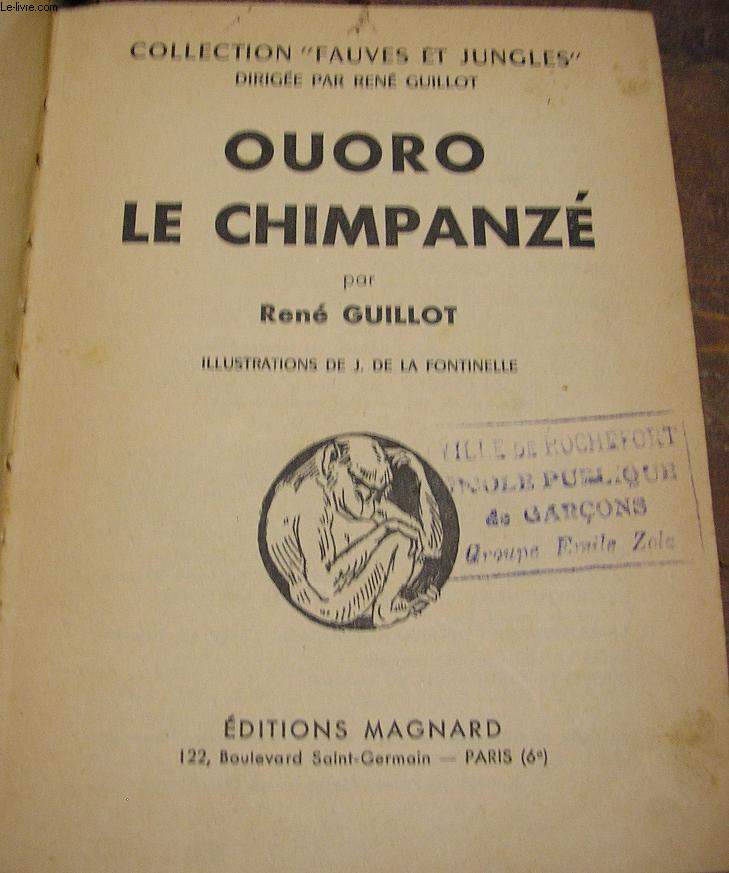 Le-livre.com
COLLECTION "FAUVES ET JUNGLES"
DIRIGÉE PAR RENÉ GUILLOT
OUORO
LE CHIMPANZÉ
par
René GUILLOT
ILLUSTRATIONS DE J. DE LA FONTINELLE
VILLE DE ROCHEFORT
ECOLE PUBLIQUE
de GARÇONS
Groupe Emile Zola
ÉDITIONS MAGNARD
122, Boulevard Saint-Germain — PARIS (6e)